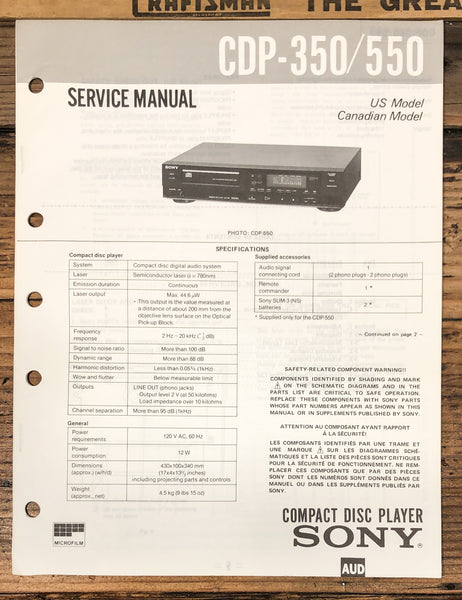 CRAFTSMAN THE GREA
CDP-350/550
SERVICE MANUAL
US Model
Canadian Model
SONY
PHOTO: CDP-550
SPECIFICATIONS
Compact disc player
System Compact disc digital audio system
Laser Semiconductor laser (λ = 780nm)
Emission duration Continuous
Laser output Max. 44.6 µW*
* This output is the value measured at
a distance of about 200 mm from the
objective lens surface on the Optical
Pick-up Block.
Frequency
response
2 Hz – 20 kHz
dB
Signal to noise ratio More than 100 dB
Dynamic range More than 88 dB
Harmonic distortion Less than 0.05% (1kHz)
Wow and flutter Below measurable limit
Outputs LINE OUT (phono jacks)
Output level 2 V (at 50 kilohms)
Load impedance over 10 kilohms
Channel separation More than 95 dB (1kHz)
General
Power
requirements
120 V AC, 60 Hz
Power
consumption
12 W
Dimensions
(approx.) (w/h/d)
430x100x340 mm
(17x4x13½ inches)
including projecting parts and controls
Weight
(approx., net)
4.5 kg (9 lbs 15 oz)
Supplied accessories
Audio signal
connecting cord
1
(2 phono plugs - 2 phono plugs)
Remote
commander
1 *
Sony SUM-3 (NS)
batteries
2 *
* Supplied only for the CDP-550
– Continued on page 2 –
SAFETY-RELATED COMPONENT WARNING!!
COMPONENTS IDENTIFIED BY SHADING AND MARK
⚠ ON THE SCHEMATIC DIAGRAMS AND IN THE
PARTS LIST ARE CRITICAL TO SAFE OPERATION.
REPLACE THESE COMPONENTS WITH SONY PARTS
WHOSE PART NUMBERS APPEAR AS SHOWN IN THIS
MANUAL OR IN SUPPLEMENTS PUBLISHED BY SONY.
ATTENTION AU COMPOSANT AYANT RAPPORT
À LA SÉCURITÉ!
LES COMPOSANTS IDENTIFIÉS PAR UNE TRAME ET
UNE MARQUE ⚠ SUR LES DIAGRAMMES SCHÉ-
MATIQUES ET LA LISTE DES PIÈCES SONT CRITIQUES
POUR LA SÉCURITÉ DE FONCTIONNEMENT. NE REM-
PLACER CES COMPOSANTS QUE PAR DES PIÈCES
SONY DONT LES NUMÉROS SONT DONNÉS DANS CE
MANUEL OU DANS LES SUPPLÉMENTS PUBLIÉS PAR
SONY.
MICROFILM
COMPACT DISC PLAYER
SONY®
AUD